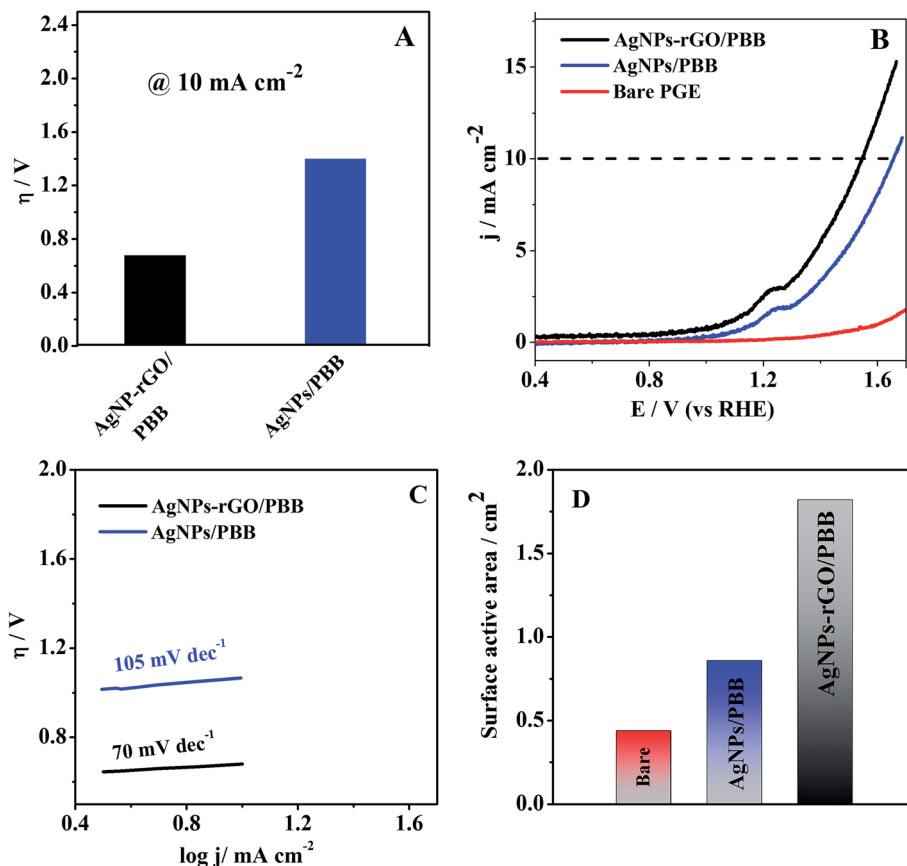 A
@ 10 mA cm⁻²
η / V
2.4
2.0
1.6
1.2
0.8
0.4
0.0
AgNP-rGO/
PBB
AgNPs/PBB
B
AgNPs-rGO/PBB
AgNPs/PBB
Bare PGE
j / mA cm⁻²
15
10
5
0
0.4 0.8 1.2 1.6
E / V (vs RHE)
C
AgNPs-rGO/PBB
AgNPs/PBB
η / V
2.0
1.6
1.2
0.8
105 mV dec⁻¹
70 mV dec⁻¹
0.4 0.8 1.2 1.6
log j/ mA cm⁻²
D
Surface active area / cm²
2.0
1.5
1.0
0.5
0.0
Bare
AgNPs/PBB
AgNPs-rGO/PBB